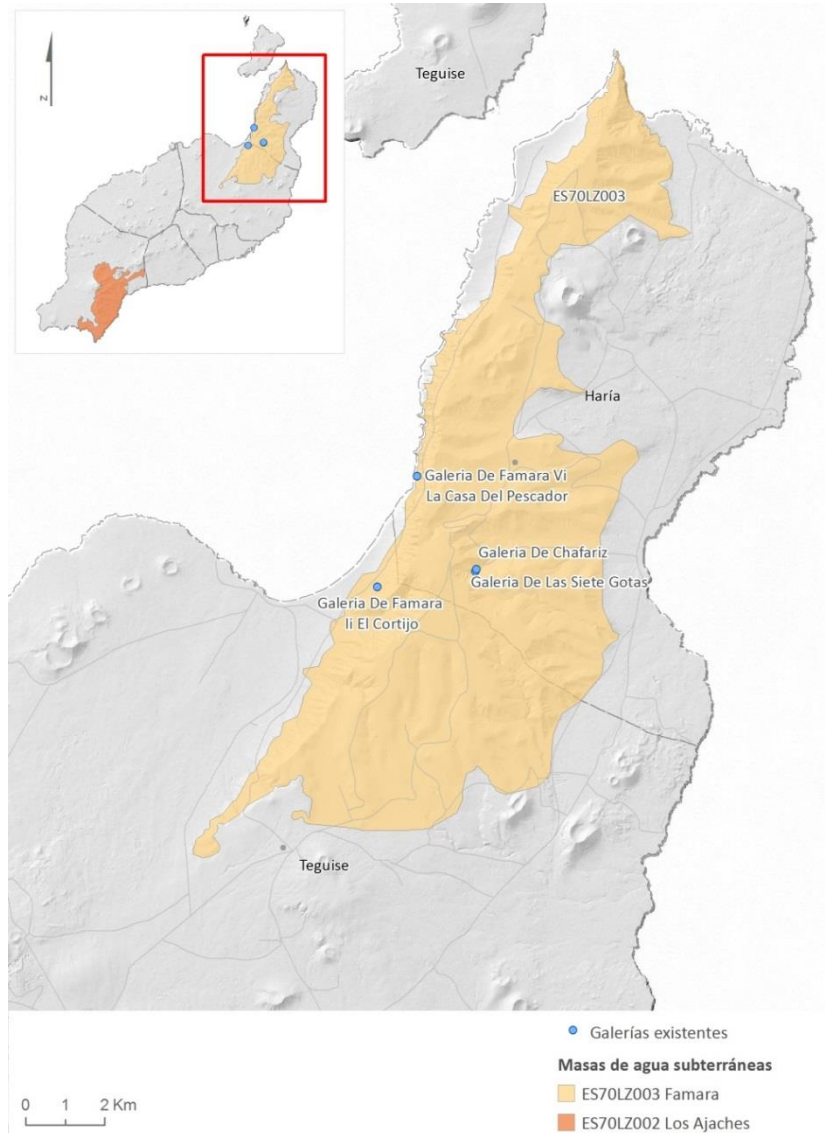 N
Teguise
ES70LZ003
Haría
Galeria De Famara Vi
La Casa Del Pescador
Galeria De Chafariz
Galeria De Las Siete Gotas
Galeria De Famara
Ii El Cortijo
Teguise
Galerías existentes
Masas de agua subterráneas
ES70LZ003 Famara
ES70LZ002 Los Ajaches
0 1 2 Km